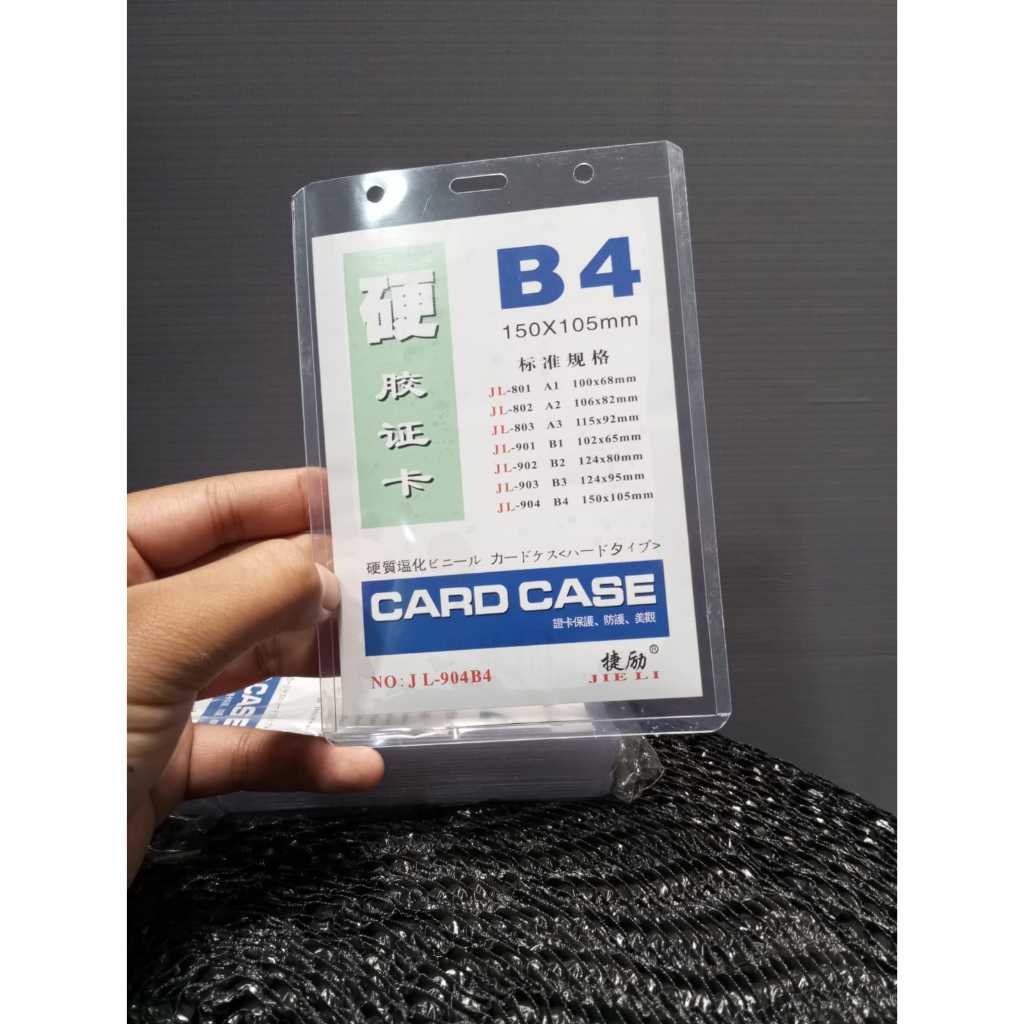 硬
胶
证
卡
B4
150X105mm
标准规格
JL-801 A1 100x68mm
JL-802 A2 106x82mm
JL-803 A3 115x92mm
JL-901 B1 102x65mm
JL-902 B2 124x80mm
JL-903 B3 124x95mm
JL-904 B4 150x105mm
硬質塩化ビニール カードケス<ハードタイプ>
CARD CASE
證卡保護、防護、美觀
NO:JL-904B4
捷励®
JIE LI
CASE